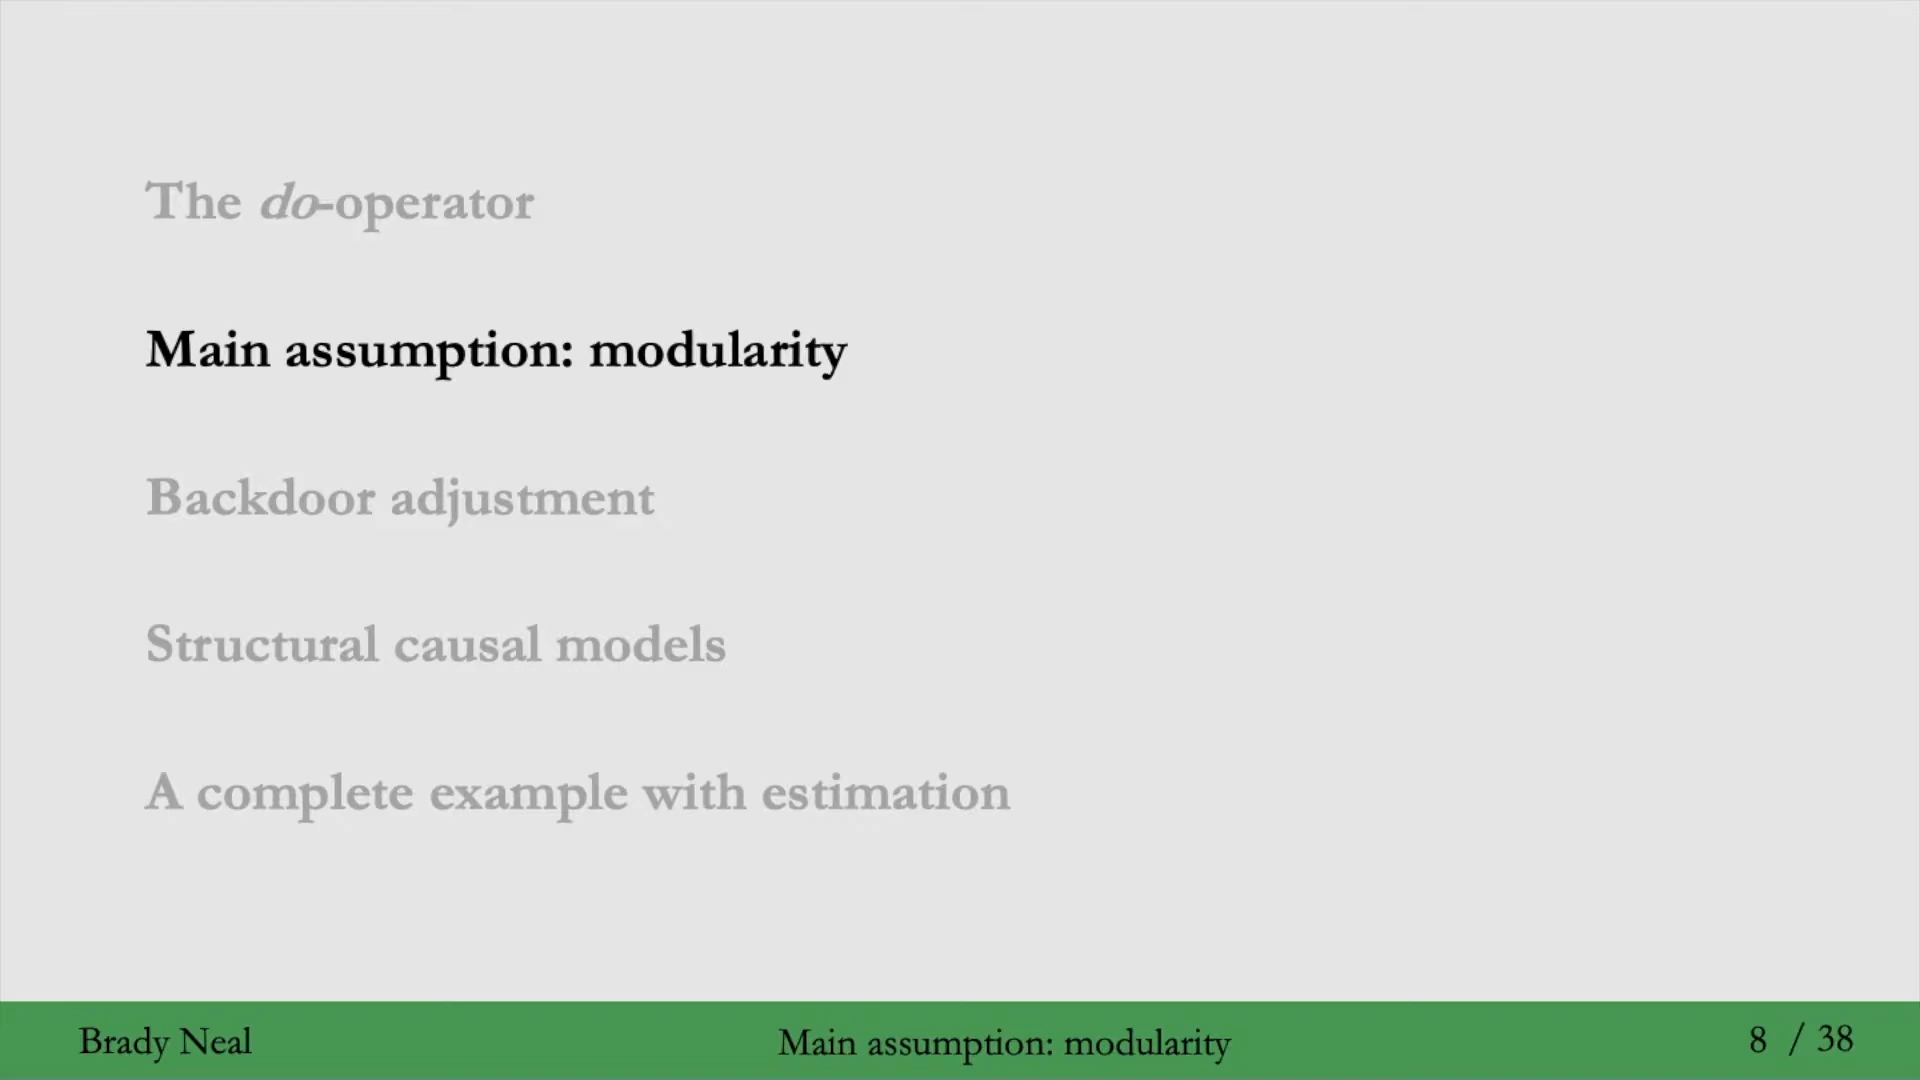 The do-operator
Main assumption: modularity
Backdoor adjustment
Structural causal models
A complete example with estimation
Brady Neal
Main assumption: modularity
8 / 38